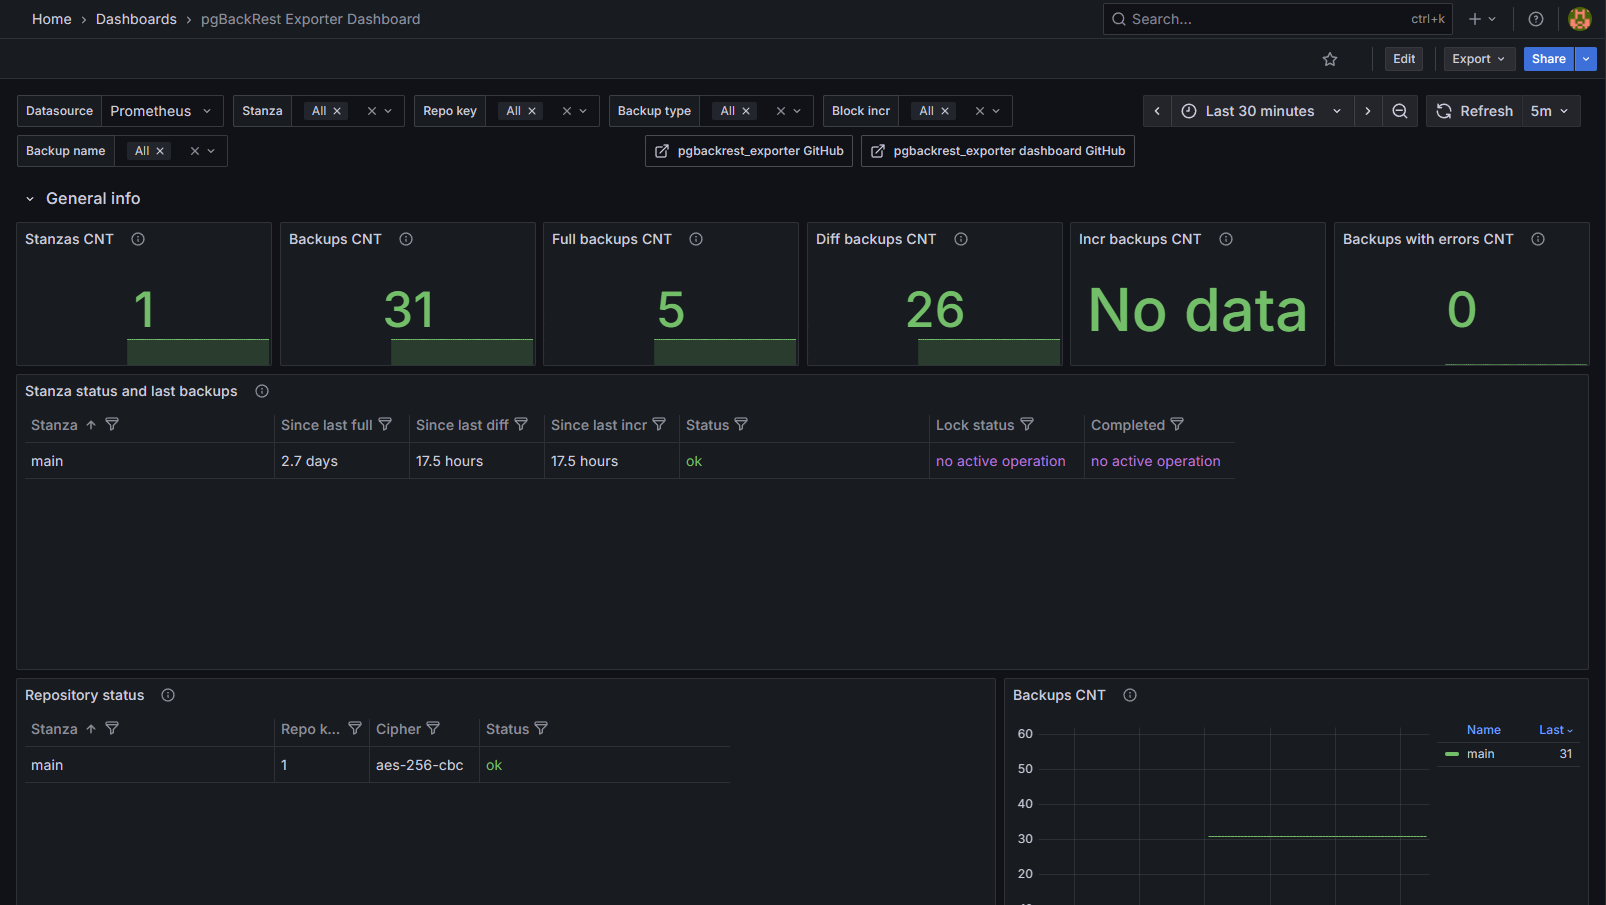 Home › Dashboards › pgBackRest Exporter Dashboard
Search...
ctrl+k
Edit
Export
Share
Datasource
Prometheus
Stanza
All
Repo key
All
Backup type
All
Block incr
All
Last 30 minutes
Refresh
5m
Backup name
All
pgbackrest_exporter GitHub
pgbackrest_exporter dashboard GitHub
General info
Stanzas CNT
1
Backups CNT
31
Full backups CNT
5
Diff backups CNT
26
Incr backups CNT
No data
Backups with errors CNT
0
Stanza status and last backups
Stanza Since last full Since last diff Since last incr Status Lock status Completed
main 2.7 days 17.5 hours 17.5 hours ok no active operation no active operation
Repository status
Stanza Repo k... Cipher Status
main 1 aes-256-cbc ok
Backups CNT
60
50
40
30
20
Name Last
main 31